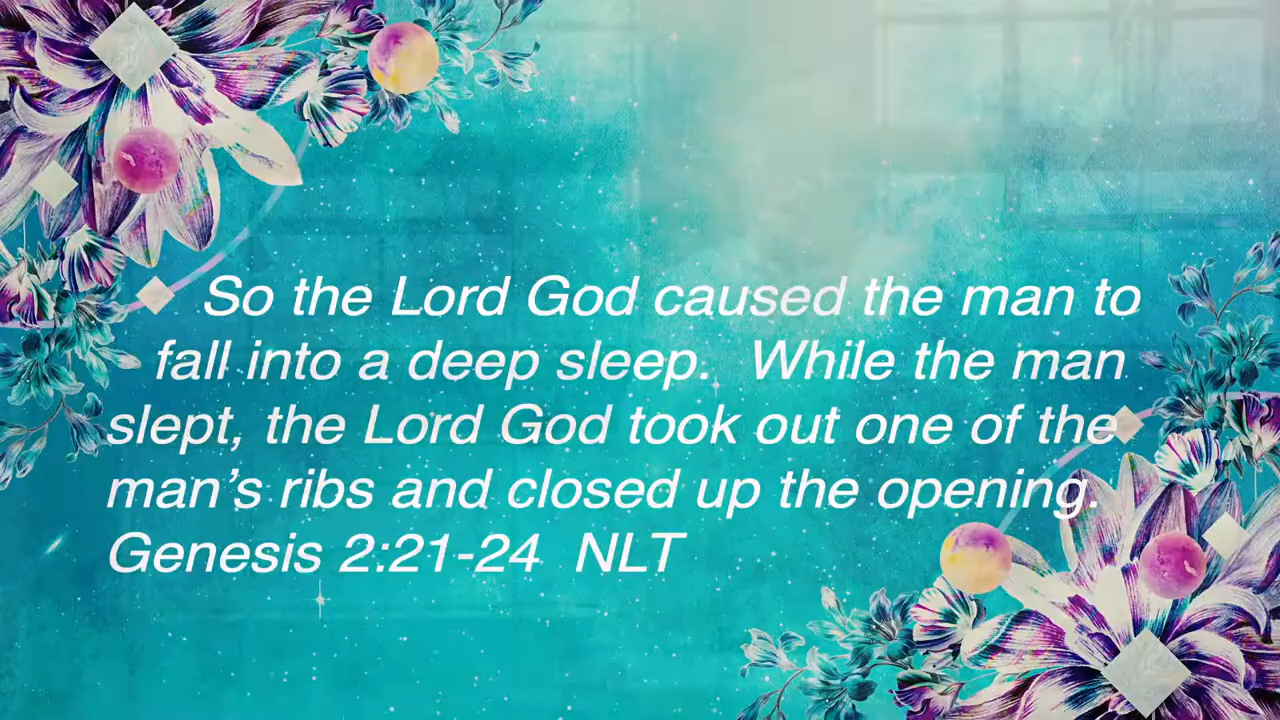 So the Lord God caused the man to
fall into a deep sleep.  While the man
slept, the Lord God took out one of the
man’s ribs and closed up the opening.
Genesis 2:21-24  NLT